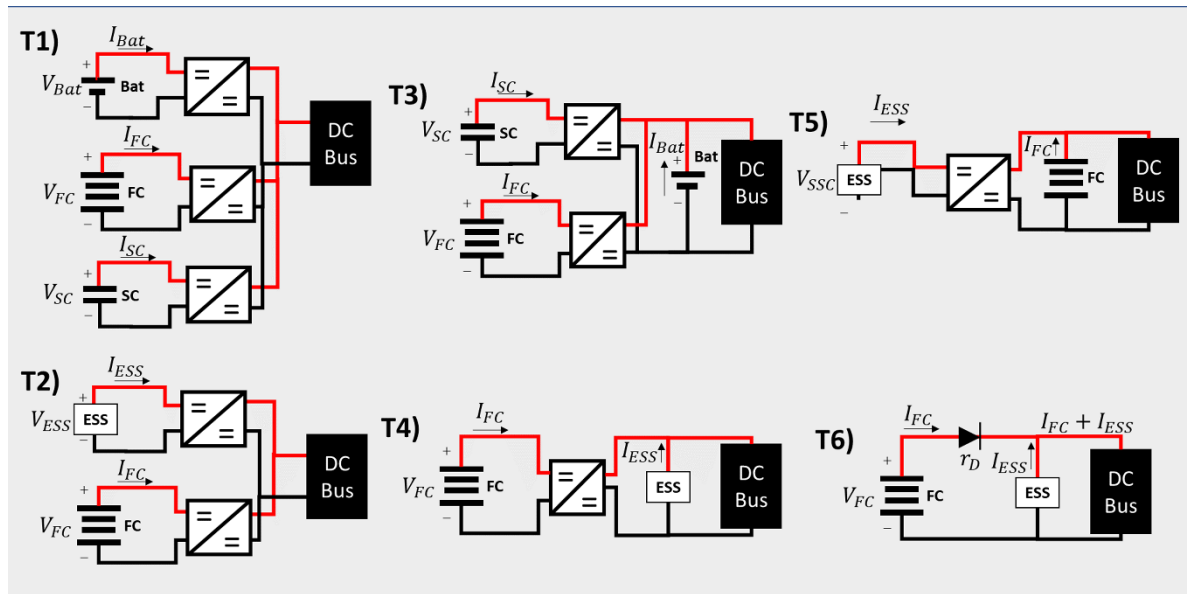 T1)
I_Bat
+
V_Bat
Bat
−
=
=
I_FC
+
V_FC
FC
−
=
=
I_SC
+
V_SC
SC
−
=
=
DC
Bus
T2)
I_ESS
+
V_ESS
ESS
−
=
=
I_FC
+
V_FC
FC
−
=
=
DC
Bus
T3)
I_SC
+
V_SC
SC
−
=
=
I_FC
+
V_FC
FC
−
=
=
I_Bat
+
Bat
−
DC
Bus
T4)
I_FC
+
V_FC
FC
−
=
=
I_ESS
ESS
DC
Bus
T5)
I_ESS
+
V_SSC
ESS
−
=
=
I_FC
FC
DC
Bus
T6)
I_FC
r_D
I_FC + I_ESS
I_ESS
+
V_FC
FC
−
ESS
DC
Bus